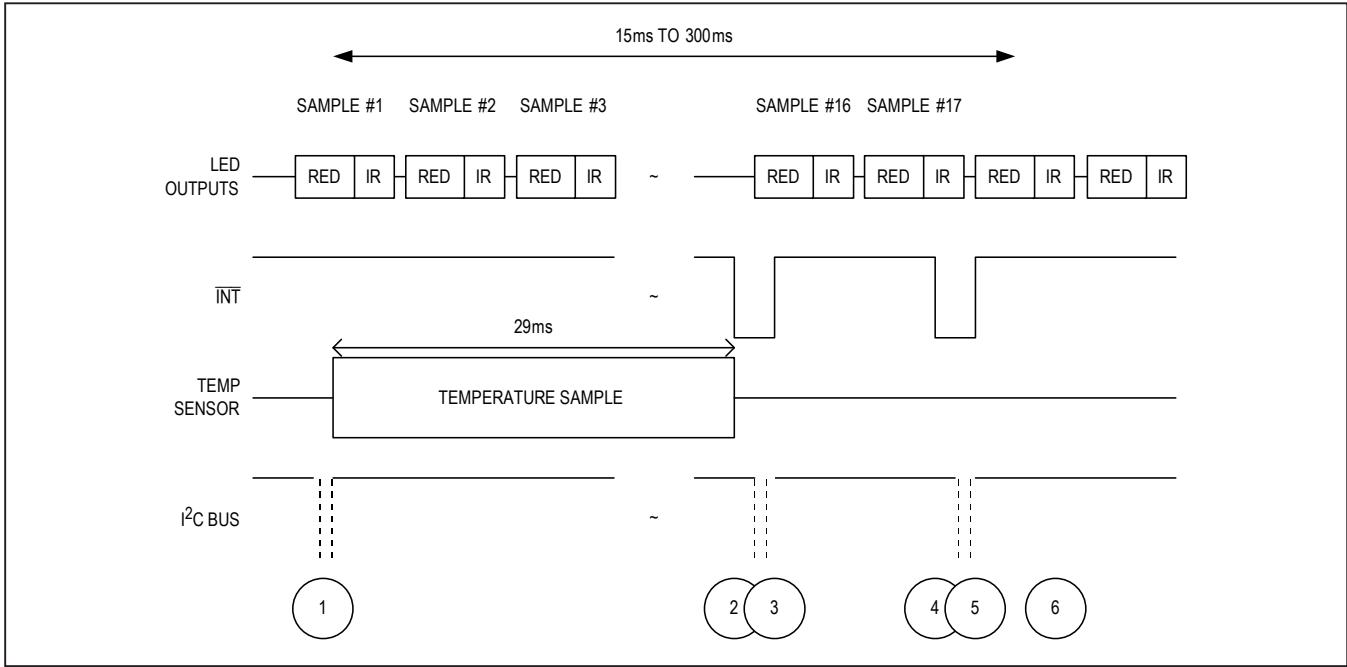 15ms TO 300ms
SAMPLE #1 SAMPLE #2 SAMPLE #3 SAMPLE #16 SAMPLE #17
LED OUTPUTS
RED IR RED IR RED IR ~ RED IR RED IR RED IR RED IR
INT ~
29ms
TEMP SENSOR
TEMPERATURE SAMPLE
I²C BUS ~
1 2 3 4 5 6